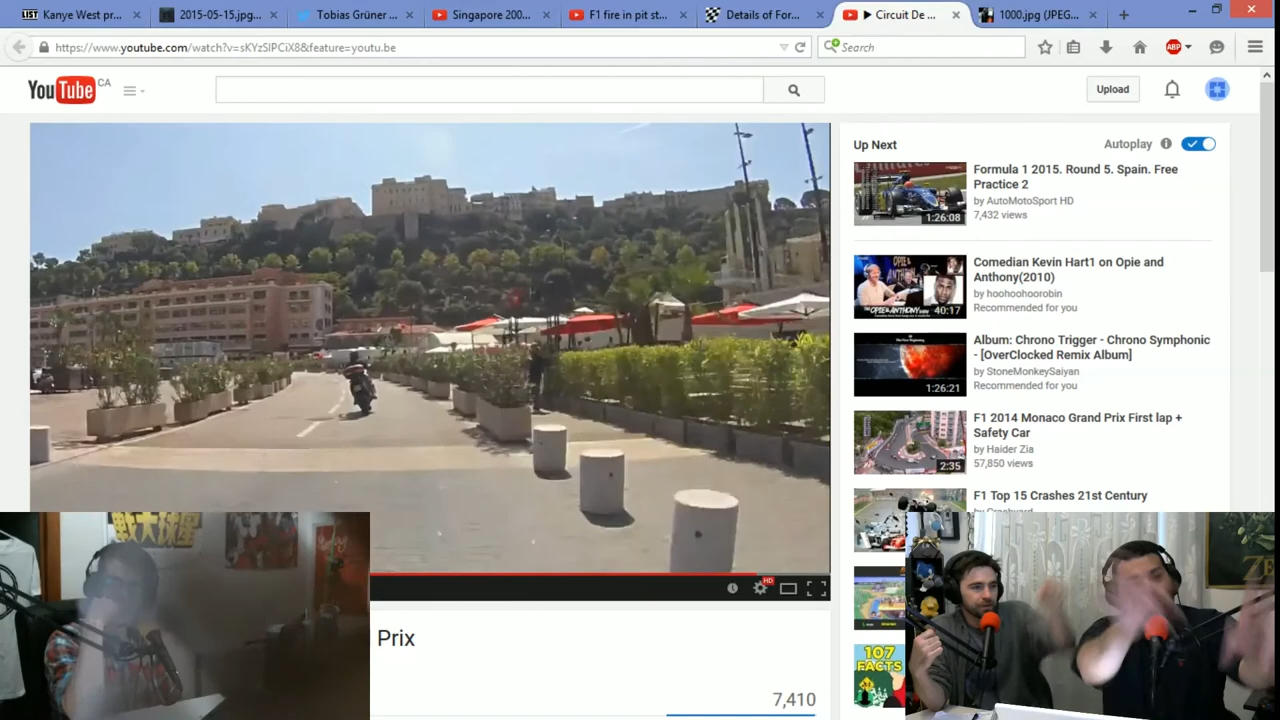 LIST Kanye West pr...
2015-05-15.jpg...
Tobias Grüner ...
Singapore 200...
F1 fire in pit st...
Details of For...
Circuit De ...
1000.jpg (JPEG...
https://www.youtube.com/watch?v=sKYzSlPCiX8&feature=youtu.be
Search
ABP
YouTube CA
Upload
Up Next
Autoplay
Formula 1 2015. Round 5. Spain. Free
Practice 2
by AutoMotoSport HD
7,432 views
1:26:08
Comedian Kevin Hart1 on Opie and
Anthony(2010)
by hoohoohoorobin
Recommended for you
40:17
Album: Chrono Trigger - Chrono Symphonic
- [OverClocked Remix Album]
by StoneMonkeySaiyan
Recommended for you
1:26:21
F1 2014 Monaco Grand Prix First lap +
Safety Car
by Haider Zia
57,850 views
2:35
F1 Top 15 Crashes 21st Century
HD
Prix
7,410
107
FACTS